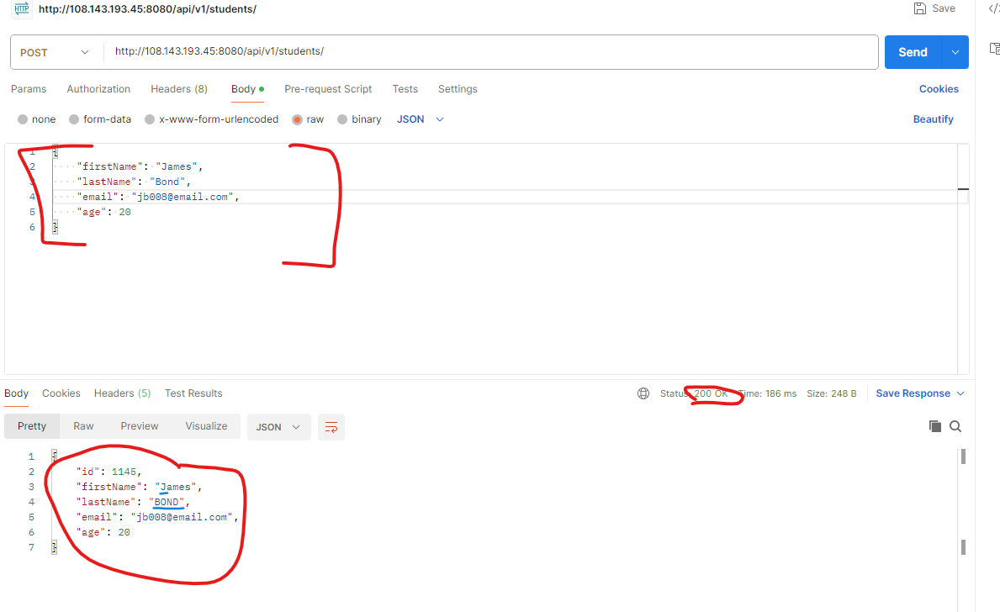 HTTP http://108.143.193.45:8080/api/v1/students/ Save </>
POST http://108.143.193.45:8080/api/v1/students/ Send
Params Authorization Headers (8) Body Pre-request Script Tests Settings Cookies
none form-data x-www-form-urlencoded raw binary JSON Beautify
1 {
2 "firstName": "James",
3 "lastName": "Bond",
4 "email": "jb008@email.com",
5 "age": 20
6 }
Body Cookies Headers (5) Test Results Status: 200 OK Time: 186 ms Size: 248 B Save Response
Pretty Raw Preview Visualize JSON
1 {
2 "id": 1145,
3 "firstName": "James",
4 "lastName": "BOND",
5 "email": "jb008@email.com",
6 "age": 20
7 }